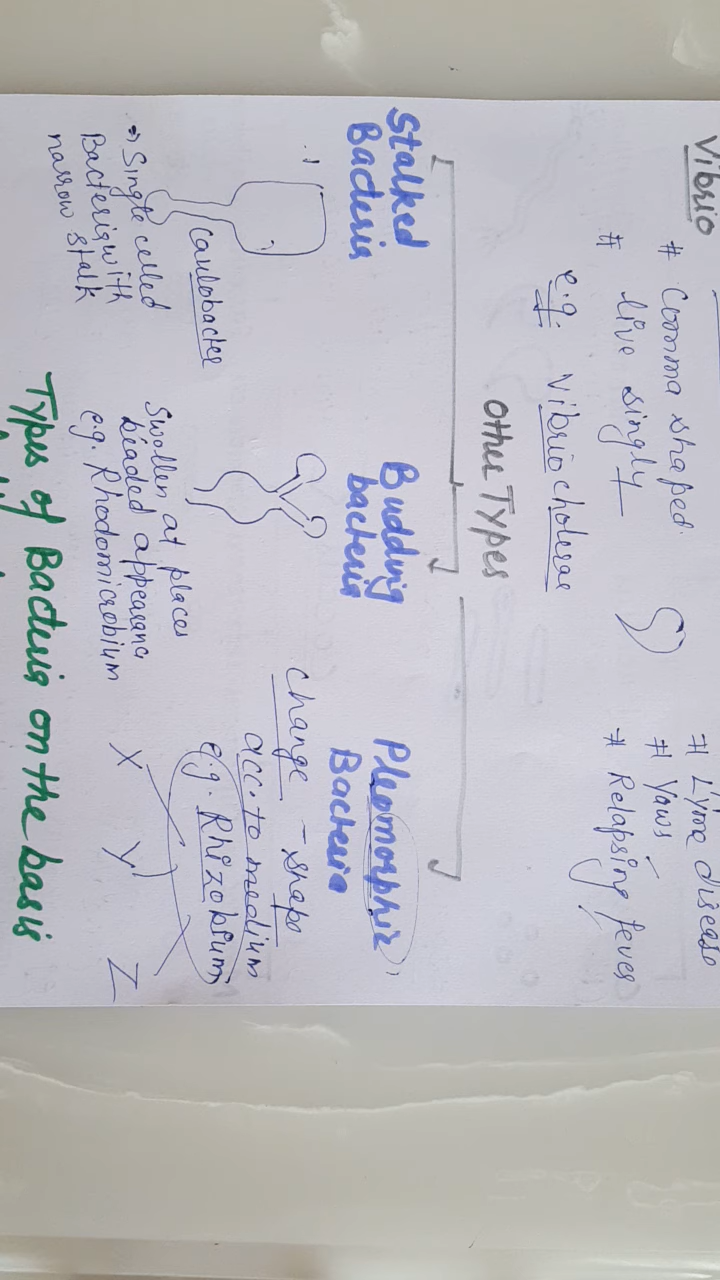 Vibrio
# Comma shaped.
# live singly
e.g. Vibrio cholerae
# Lyme disease
# Yaws
# Relapsing fever
Other Types
Stalked
Bacteria
Caulobacter
⇒ Single celled
Bacteria with
narrow stalk
Budding
bacteria
Swollen at places
beaded appearance
e.g. Rhodomicrobium
Pleomorphic
Bacteria
Change - shape
acc. to medium
e.g. Rhizobium
X Y Z
Types of Bacteria on the basis